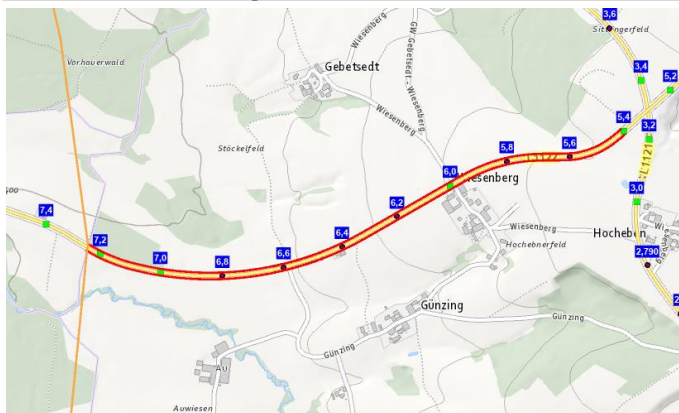 3,6
Wiesenberg
GW Gebetsedt - Wiesenberg
Vorhauerwald
Gebetsedt
3,4
5,2
Wiesenberg
5,4
3,2
Stöckelfeld
5,8
5,6
L1121
6,0
Wiesenberg
3,0
7,4
6,2
Wiesenberg
Hocheben
Wiesenberg
7,2
6,4
Hochebnerfeld
7,0
6,8
6,6
2,790
Günzing
Günzing
Günzing
Au
Auwiesen